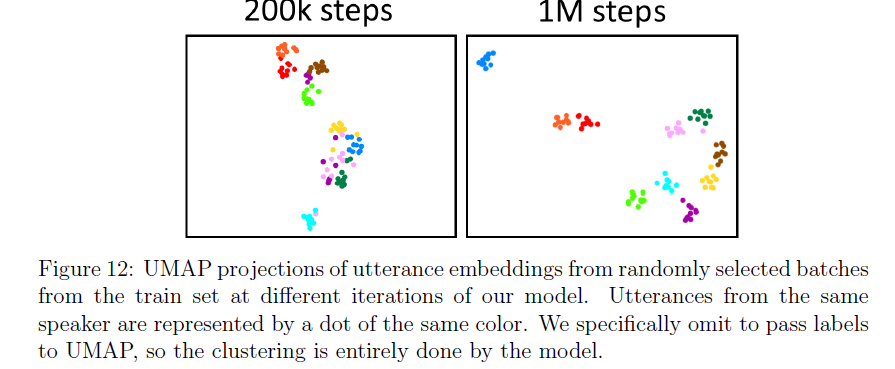 200k steps
1M steps
Figure 12: UMAP projections of utterance embeddings from randomly selected batches
from the train set at different iterations of our model. Utterances from the same
speaker are represented by a dot of the same color. We specifically omit to pass labels
to UMAP, so the clustering is entirely done by the model.